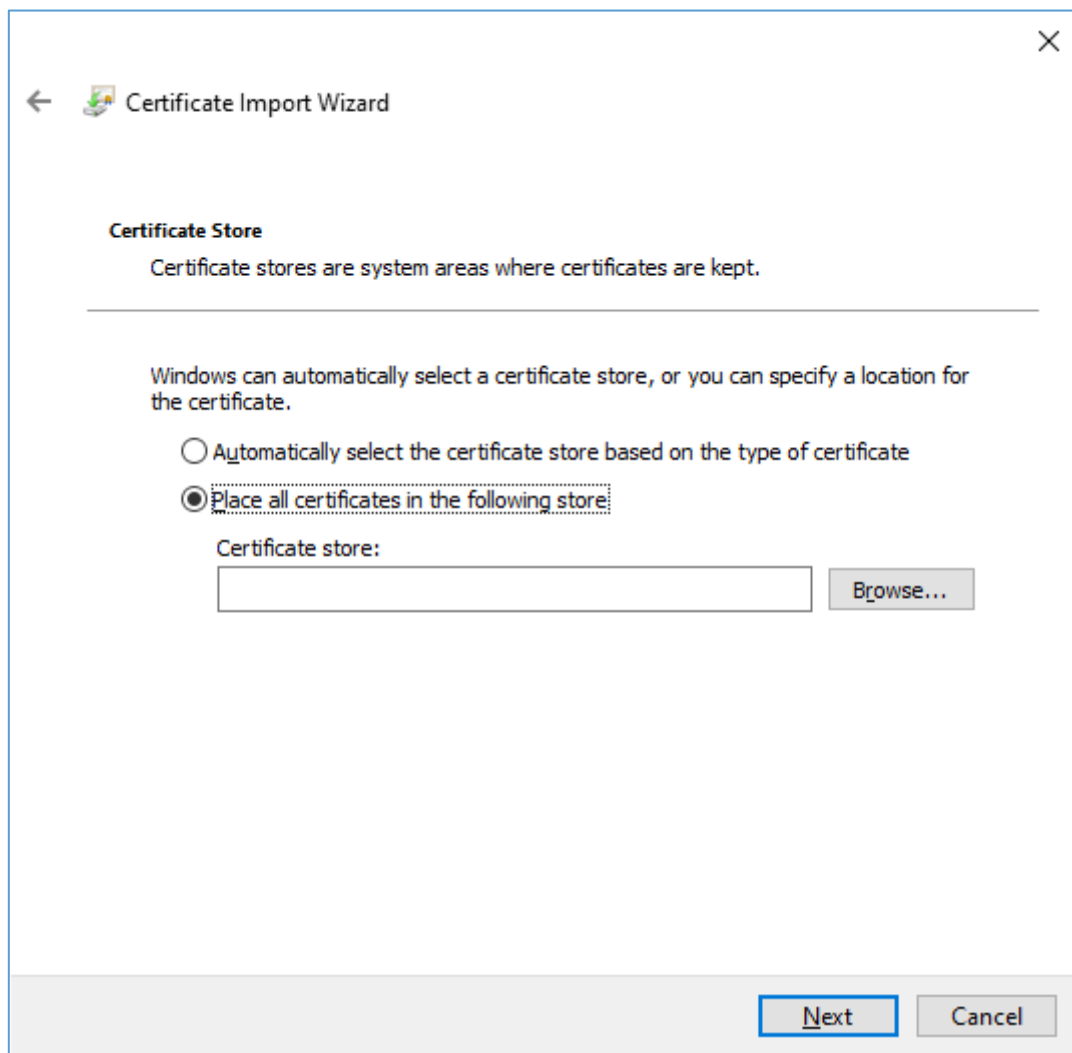 Certificate Import Wizard
Certificate Store
Certificate stores are system areas where certificates are kept.
Windows can automatically select a certificate store, or you can specify a location for
the certificate.
Automatically select the certificate store based on the type of certificate
Place all certificates in the following store
Certificate store:
Browse...
Next
Cancel